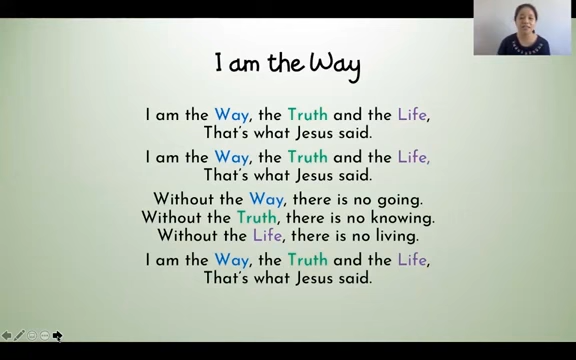 I am the Way
I am the Way, the Truth and the Life,
That's what Jesus said.
I am the Way, the Truth and the Life,
That's what Jesus said.
Without the Way, there is no going.
Without the Truth, there is no knowing.
Without the Life, there is no living.
I am the Way, the Truth and the Life,
That's what Jesus said.